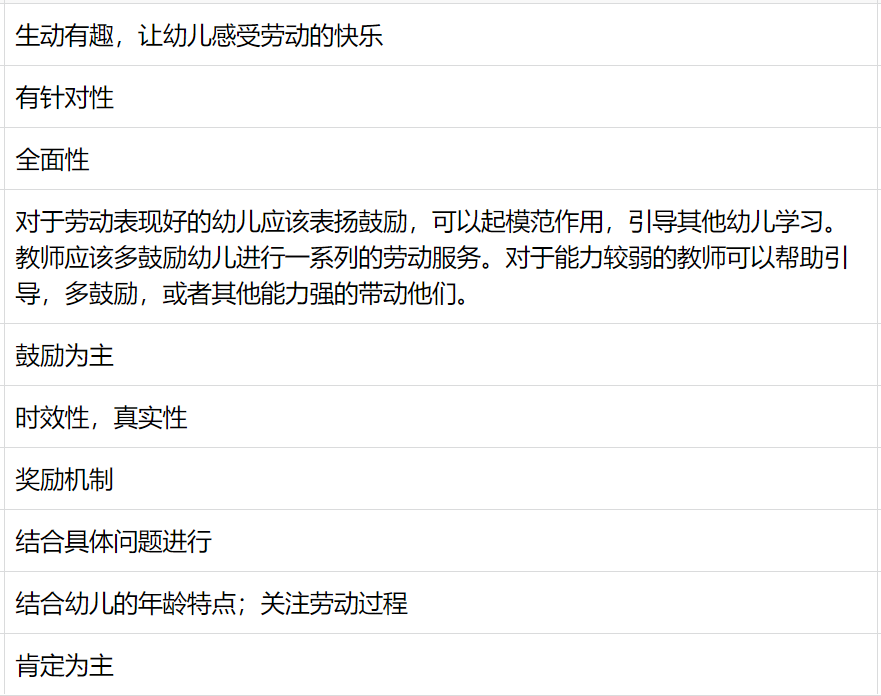 生动有趣，让幼儿感受劳动的快乐
有针对性
全面性
对于劳动表现好的幼儿应该表扬鼓励，可以起模范作用，引导其他幼儿学习。
教师应该多鼓励幼儿进行一系列的劳动服务。对于能力较弱的教师可以帮助引
导，多鼓励，或者其他能力强的带动他们。
鼓励为主
时效性，真实性
奖励机制
结合具体问题进行
结合幼儿的年龄特点；关注劳动过程
肯定为主